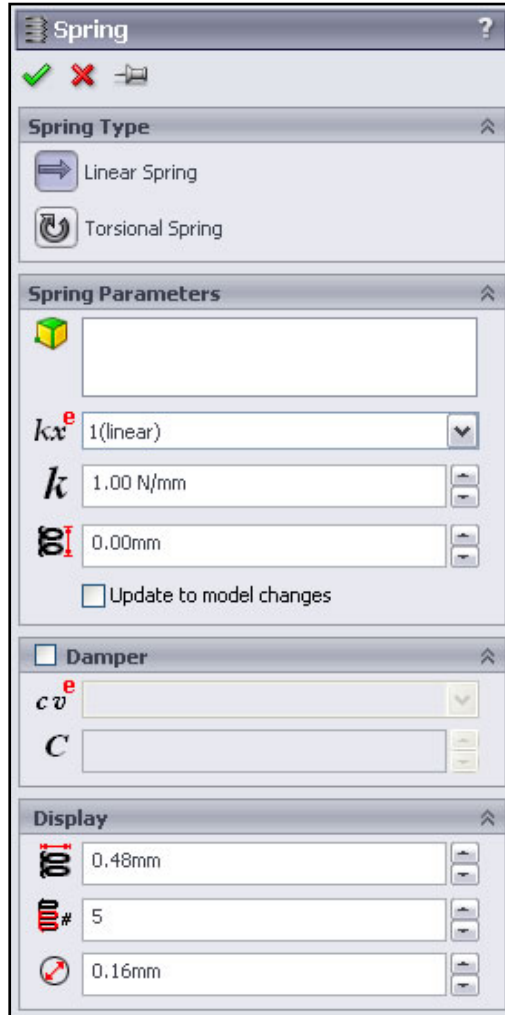 Spring ?
Spring Type
Linear Spring
Torsional Spring
Spring Parameters
kx e 1(linear)
k 1.00 N/mm
0.00mm
Update to model changes
Damper
cv e
C
Display
0.48mm
# 5
0.16mm